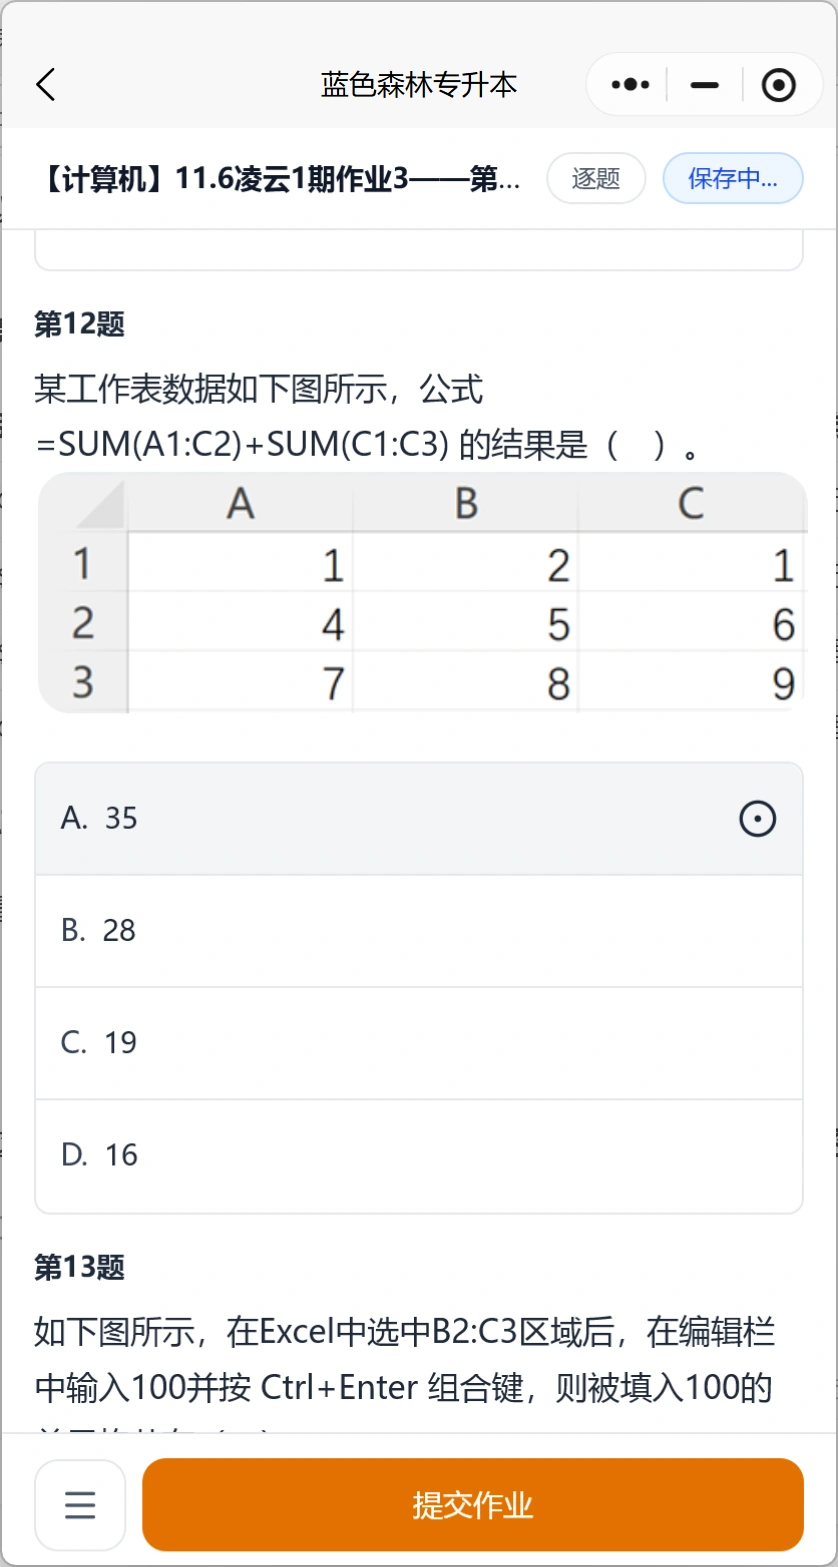 蓝色森林专升本
【计算机】11.6凌云1期作业3——第...
逐题
保存中...
第12题
某工作表数据如下图所示，公式
=SUM(A1:C2)+SUM(C1:C3) 的结果是（　）。
A B C
1 1 2 1
2 4 5 6
3 7 8 9
A. 35
B. 28
C. 19
D. 16
第13题
如下图所示，在Excel中选中B2:C3区域后，在编辑栏
中输入100并按 Ctrl+Enter 组合键，则被填入100的
提交作业